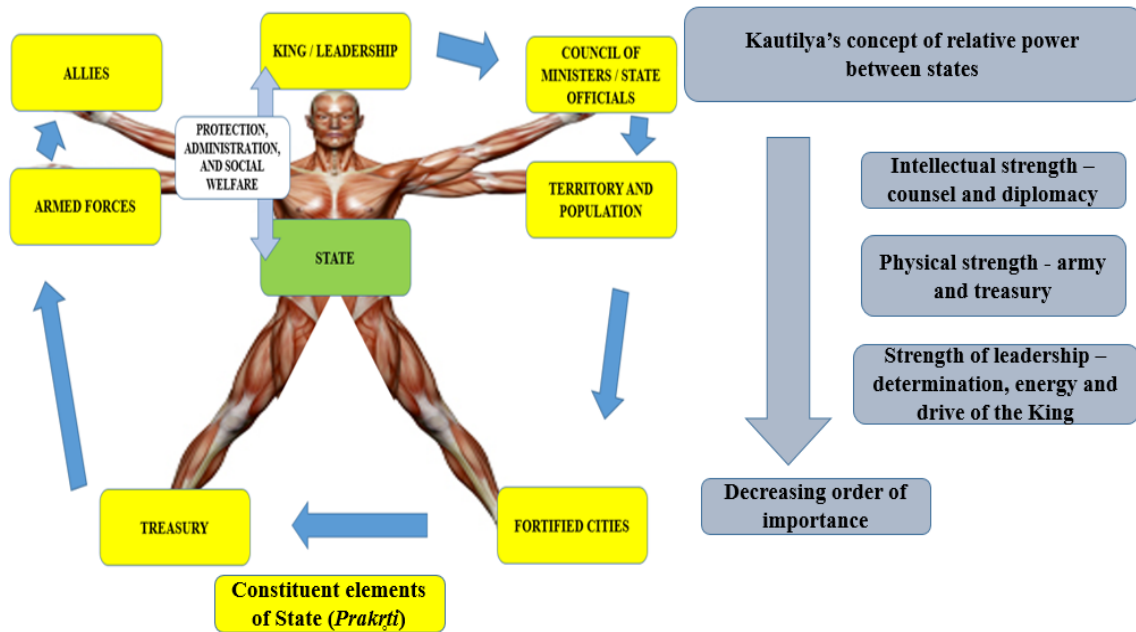 KING / LEADERSHIP
COUNCIL OF
MINISTERS / STATE
OFFICIALS
TERRITORY AND
POPULATION
FORTIFIED CITIES
TREASURY
ARMED FORCES
ALLIES
PROTECTION,
ADMINISTRATION,
AND SOCIAL
WELFARE
STATE
Constituent elements
of State (Prakṛti)
Kautilya’s concept of relative power
between states
Intellectual strength –
counsel and diplomacy
Physical strength - army
and treasury
Strength of leadership –
determination, energy and
drive of the King
Decreasing order of
importance